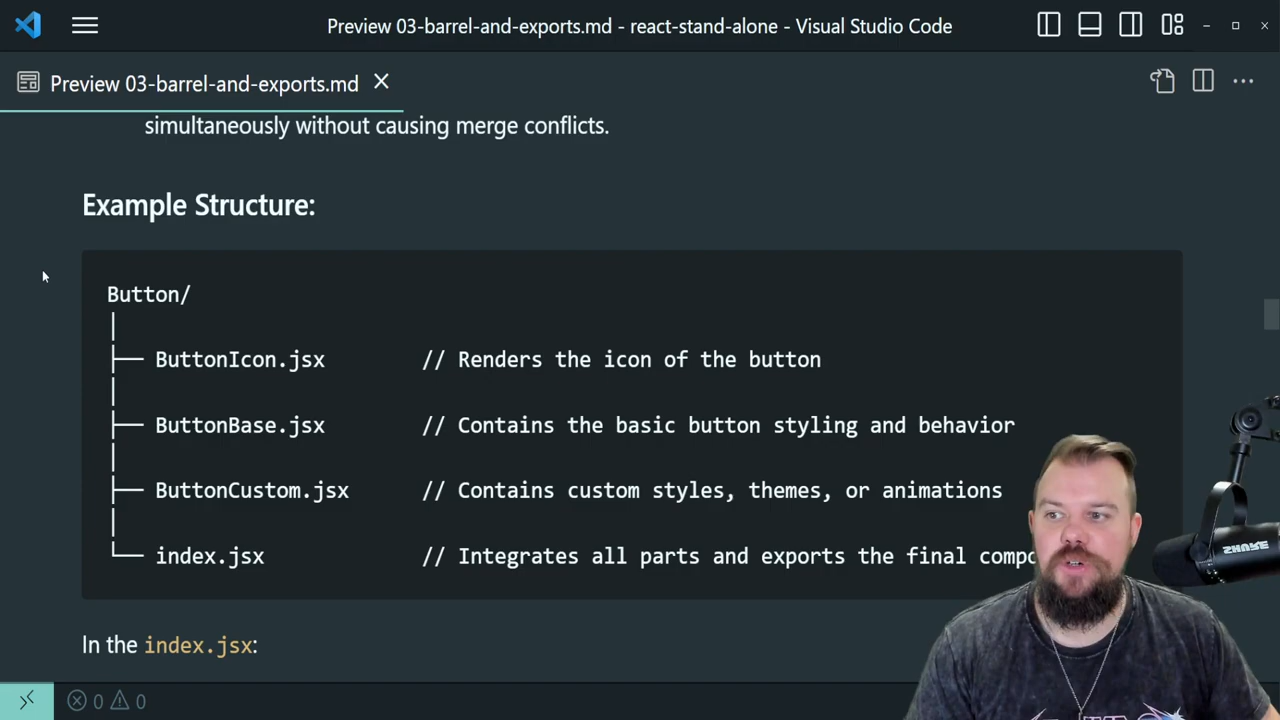 Preview 03-barrel-and-exports.md - react-stand-alone - Visual Studio Code
Preview 03-barrel-and-exports.md
simultaneously without causing merge conflicts.
Example Structure:
Button/
ButtonIcon.jsx // Renders the icon of the button
ButtonBase.jsx // Contains the basic button styling and behavior
ButtonCustom.jsx // Contains custom styles, themes, or animations
index.jsx // Integrates all parts and exports the final
In the index.jsx:
0 0
SHURE